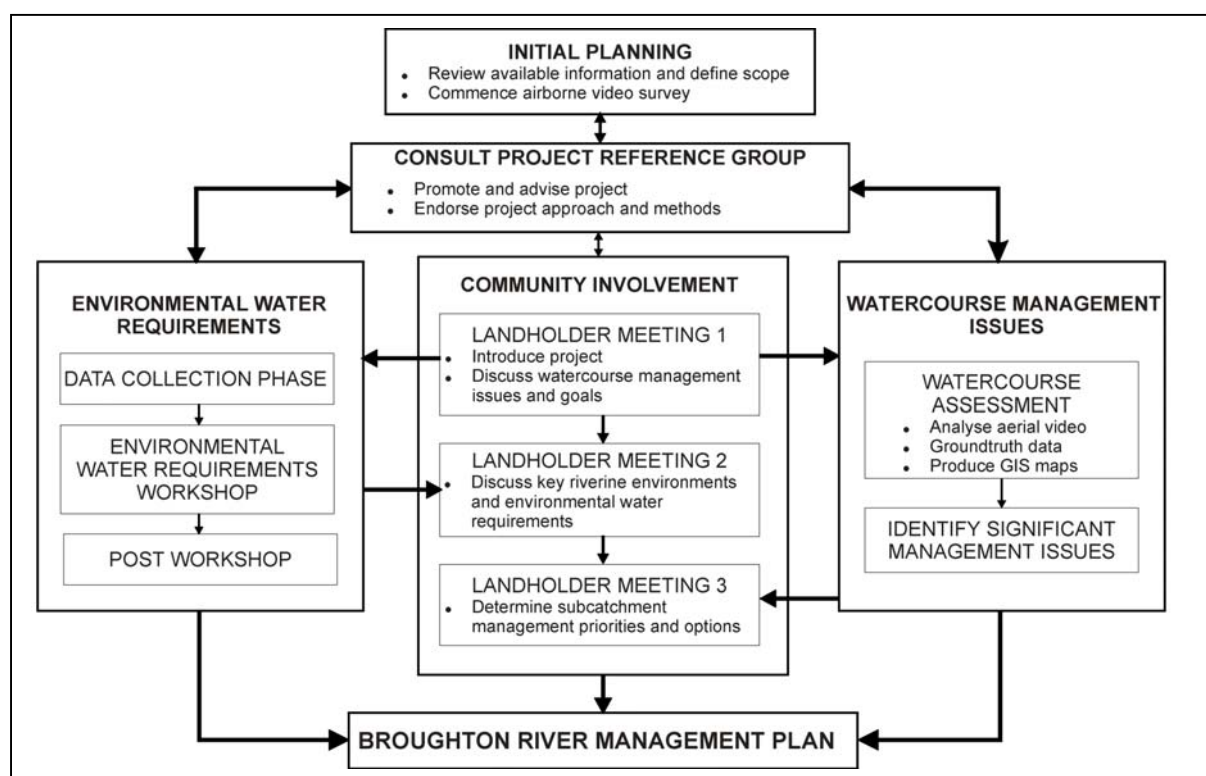 INITIAL PLANNING
• Review available information and define scope
• Commence airborne video survey
CONSULT PROJECT REFERENCE GROUP
• Promote and advise project
• Endorse project approach and methods
ENVIRONMENTAL WATER
REQUIREMENTS
DATA COLLECTION PHASE
ENVIRONMENTAL
WATER REQUIREMENTS
WORKSHOP
POST WORKSHOP
COMMUNITY INVOLVEMENT
LANDHOLDER MEETING 1
• Introduce project
• Discuss watercourse management
issues and goals
LANDHOLDER MEETING 2
• Discuss key riverine environments
and environmental water
requirements
LANDHOLDER MEETING 3
• Determine subcatchment
management priorities and options
WATERCOURSE MANAGEMENT
ISSUES
WATERCOURSE
ASSESSMENT
• Analyse aerial video
• Groundtruth data
• Produce GIS maps
IDENTIFY SIGNIFICANT
MANAGEMENT ISSUES
BROUGHTON RIVER MANAGEMENT PLAN